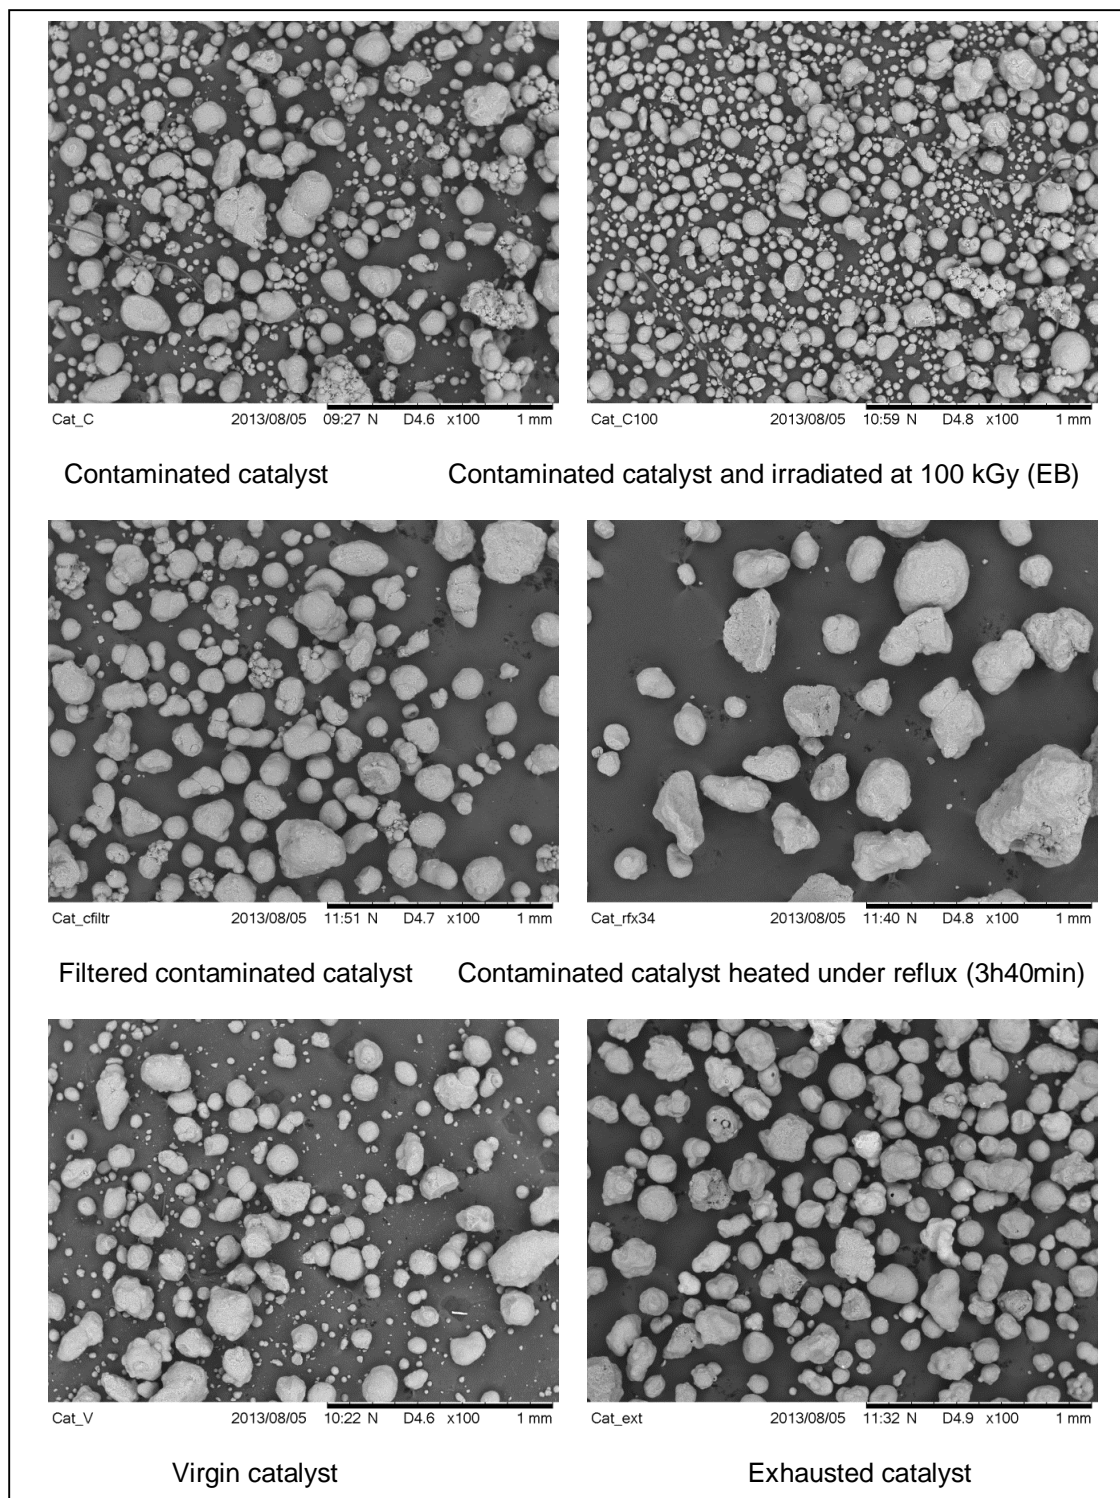 Cat_C 2013/08/05 09:27 N D4.6 x100 1 mm
Cat_C100 2013/08/05 10:59 N D4.8 x100 1 mm
Contaminated catalyst
Contaminated catalyst and irradiated at 100 kGy (EB)
Cat_cfiltr 2013/08/05 11:51 N D4.7 x100 1 mm
Cat_rfx34 2013/08/05 11:40 N D4.8 x100 1 mm
Filtered contaminated catalyst
Contaminated catalyst heated under reflux (3h40min)
Cat_V 2013/08/05 10:22 N D4.6 x100 1 mm
Cat_ext 2013/08/05 11:32 N D4.9 x100 1 mm
Virgin catalyst
Exhausted catalyst